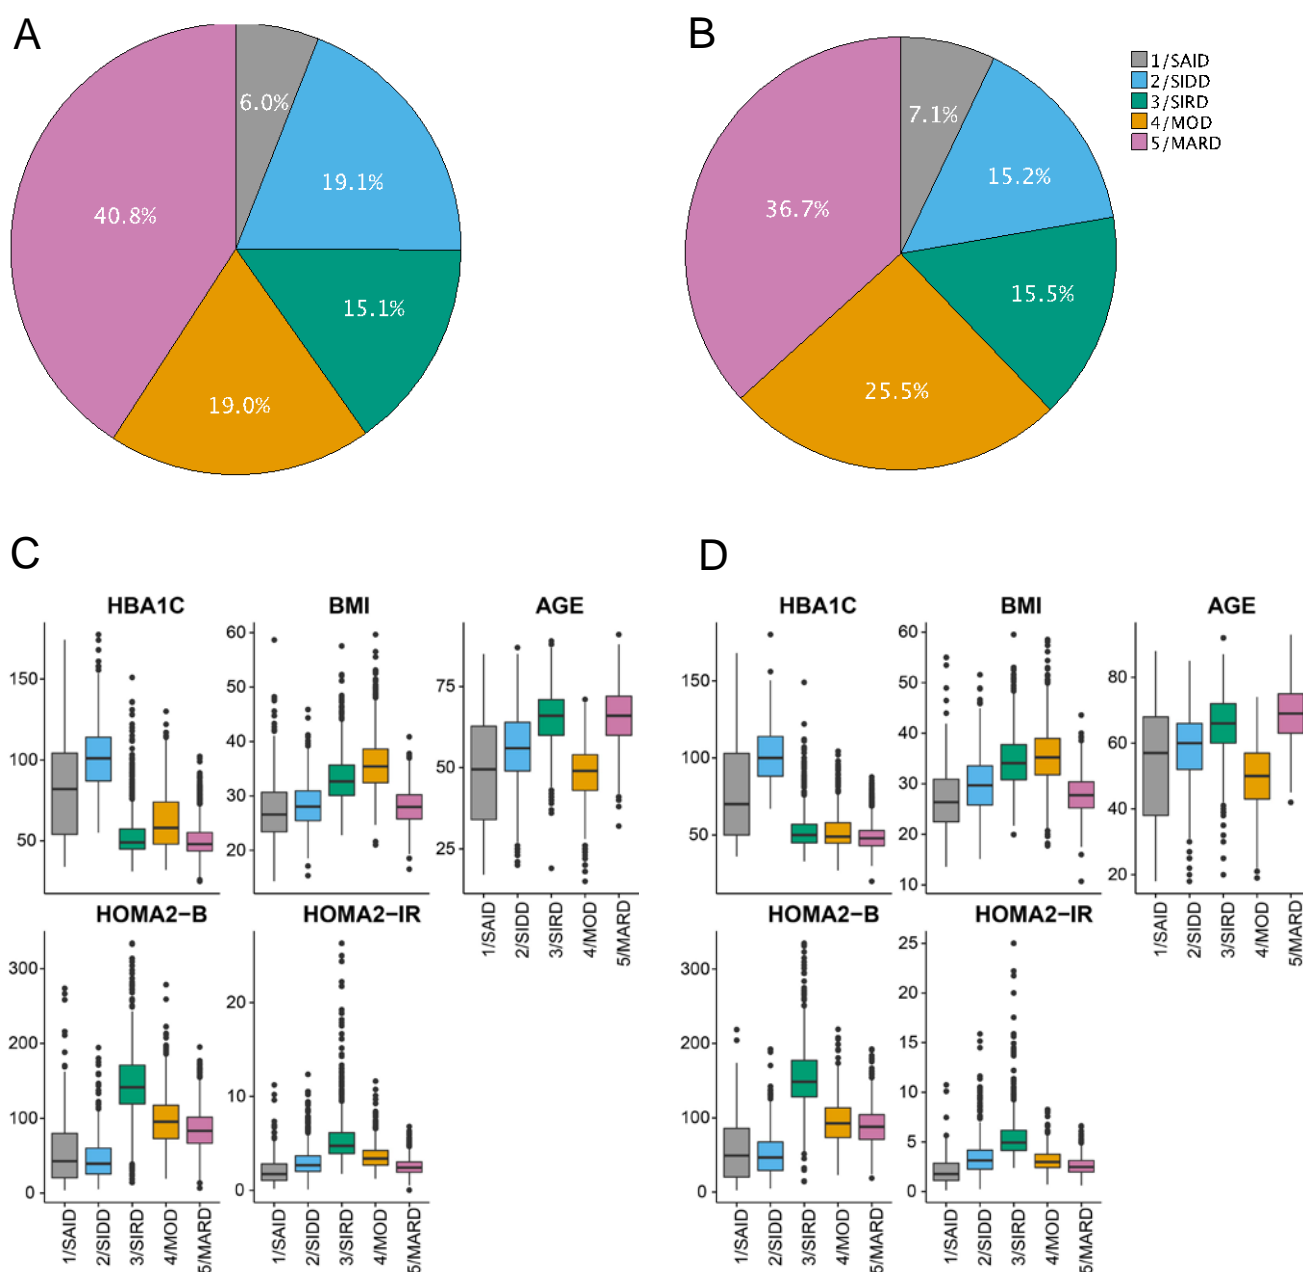 A
6.0%
19.1%
15.1%
19.0%
40.8%
B
7.1%
15.2%
15.5%
25.5%
36.7%
1/SAID
2/SIDD
3/SIRD
4/MOD
5/MARD
C
HBA1C
150
100
50
BMI
60
50
40
30
20
AGE
75
50
25
1/SAID
2/SIDD
3/SIRD
4/MOD
5/MARD
HOMA2-B
300
200
100
0
1/SAID
2/SIDD
3/SIRD
4/MOD
5/MARD
HOMA2-IR
20
10
0
1/SAID
2/SIDD
3/SIRD
4/MOD
5/MARD
D
HBA1C
150
100
50
BMI
60
50
40
30
20
10
AGE
80
60
40
20
1/SAID
2/SIDD
3/SIRD
4/MOD
5/MARD
HOMA2-B
300
200
100
0
1/SAID
2/SIDD
3/SIRD
4/MOD
5/MARD
HOMA2-IR
25
20
15
10
5
0
1/SAID
2/SIDD
3/SIRD
4/MOD
5/MARD